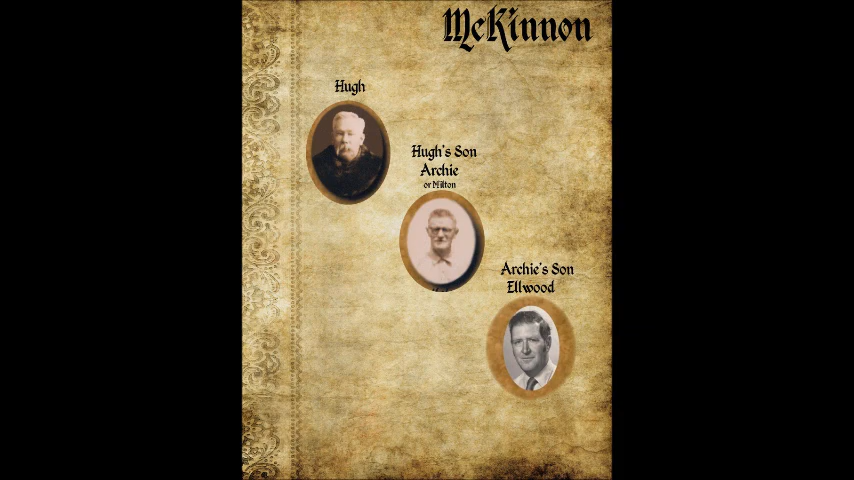 McKinnon
Hugh
Hugh's Son
Archie
or Milton
Archie's Son
Ellwood